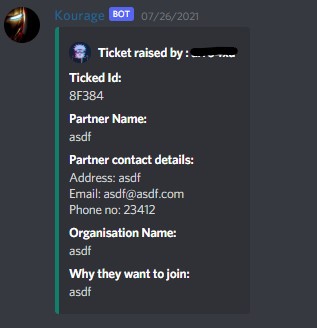 Kourage BOT 07/26/2021
Ticket raised by :
Ticked Id:
8F384
Partner Name:
asdf
Partner contact details:
Address: asdf
Email: asdf@asdf.com
Phone no: 23412
Organisation Name:
asdf
Why they want to join:
asdf